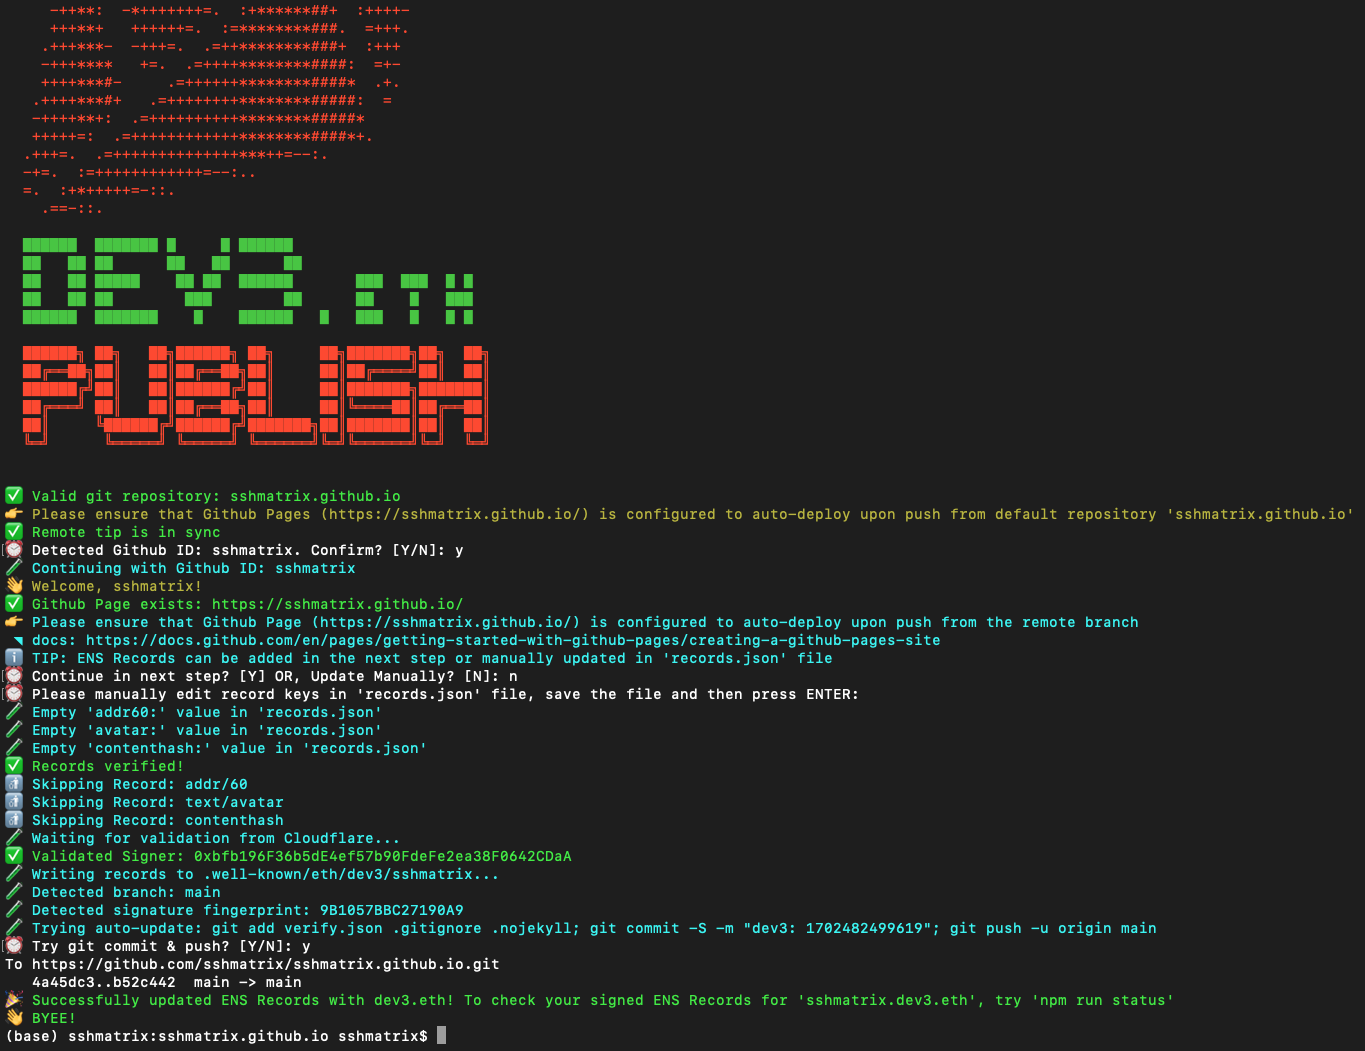 DEV3.ETH
PUBLISH
✅ Valid git repository: sshmatrix.github.io
👉 Please ensure that Github Pages (https://sshmatrix.github.io/) is configured to auto-deploy upon push from default repository 'sshmatrix.github.io'
✅ Remote tip is in sync
⏰ Detected Github ID: sshmatrix. Confirm? [Y/N]: y
🧪 Continuing with Github ID: sshmatrix
👋 Welcome, sshmatrix!
✅ Github Page exists: https://sshmatrix.github.io/
👉 Please ensure that Github Page (https://sshmatrix.github.io/) is configured to auto-deploy upon push from the remote branch
◥ docs: https://docs.github.com/en/pages/getting-started-with-github-pages/creating-a-github-pages-site
ℹ️ TIP: ENS Records can be added in the next step or manually updated in 'records.json' file
⏰ Continue in next step? [Y] OR, Update Manually? [N]: n
⏰ Please manually edit record keys in 'records.json' file, save the file and then press ENTER:
🧪 Empty 'addr60:' value in 'records.json'
🧪 Empty 'avatar:' value in 'records.json'
🧪 Empty 'contenthash:' value in 'records.json'
✅ Records verified!
🚮 Skipping Record: addr/60
🚮 Skipping Record: text/avatar
🚮 Skipping Record: contenthash
🧪 Waiting for validation from Cloudflare...
✅ Validated Signer: 0xbfb196F36b5dE4ef57b90FdeFe2ea38F0642CDaA
🧪 Writing records to .well-known/eth/dev3/sshmatrix...
🧪 Detected branch: main
🧪 Detected signature fingerprint: 9B1057BBC27190A9
🧪 Trying auto-update: git add verify.json .gitignore .nojekyll; git commit -S -m "dev3: 1702482499619"; git push -u origin main
⏰ Try git commit & push? [Y/N]: y
To https://github.com/sshmatrix/sshmatrix.github.io.git
   4a45dc3..b52c442  main -> main
🎉 Successfully updated ENS Records with dev3.eth! To check your signed ENS Records for 'sshmatrix.dev3.eth', try 'npm run status'
👋 BYEE!
(base) sshmatrix:sshmatrix.github.io sshmatrix$